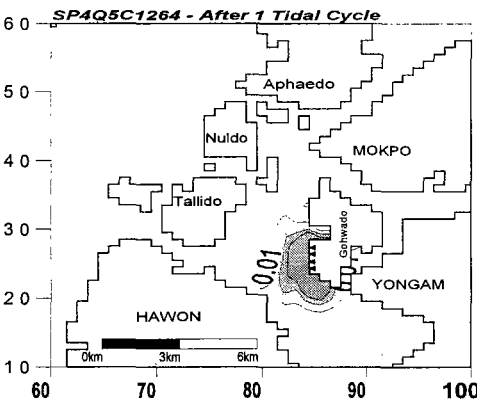 SP4Q5C1264 - After 1 Tidal Cycle
60
Aphaedo
50
Nuldo
MOKPO
40
Tallido
Gohwado
30
0.01
20
YONGAM
HAWON
0km 3km 6km
10
60 70 80 90 100